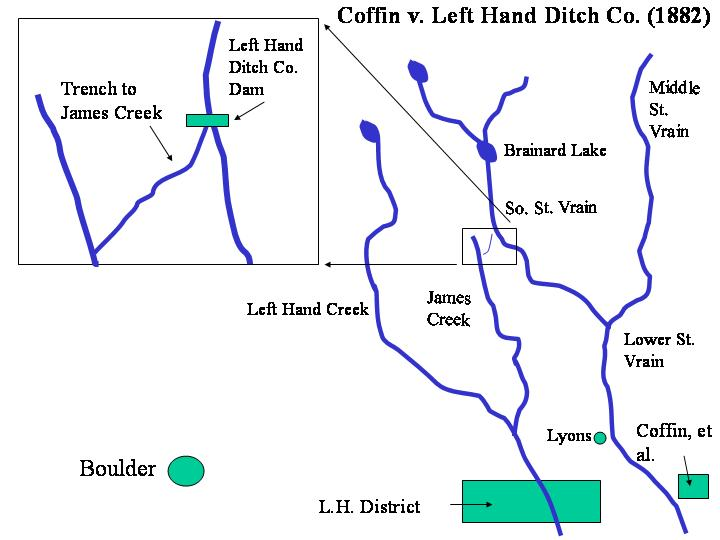 Coffin v. Left Hand Ditch Co. (1882)
Left Hand
Ditch Co.
Dam
Trench to
James Creek
Middle
St.
Vrain
Brainard Lake
So. St. Vrain
Left Hand Creek
James
Creek
Lower St.
Vrain
Lyons
Coffin, et
al.
Boulder
L.H. District